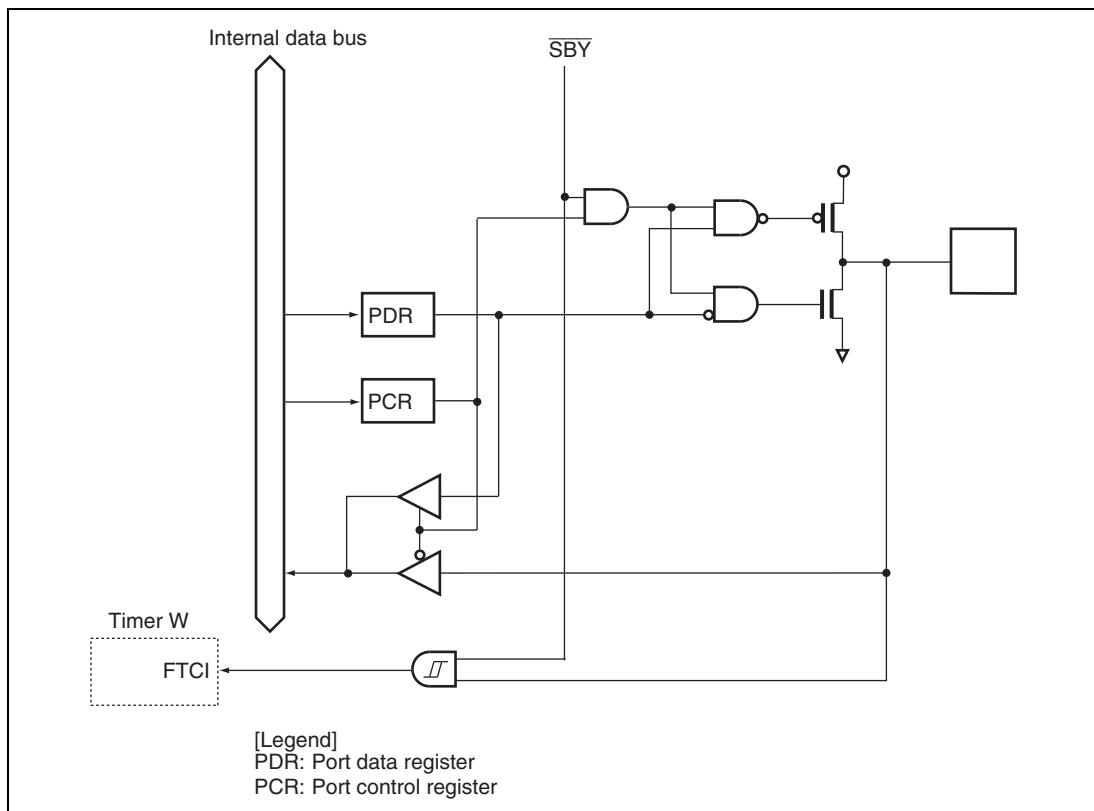 Internal data bus
SBY
PDR
PCR
Timer W
FTCI
[Legend]
PDR: Port data register
PCR: Port control register